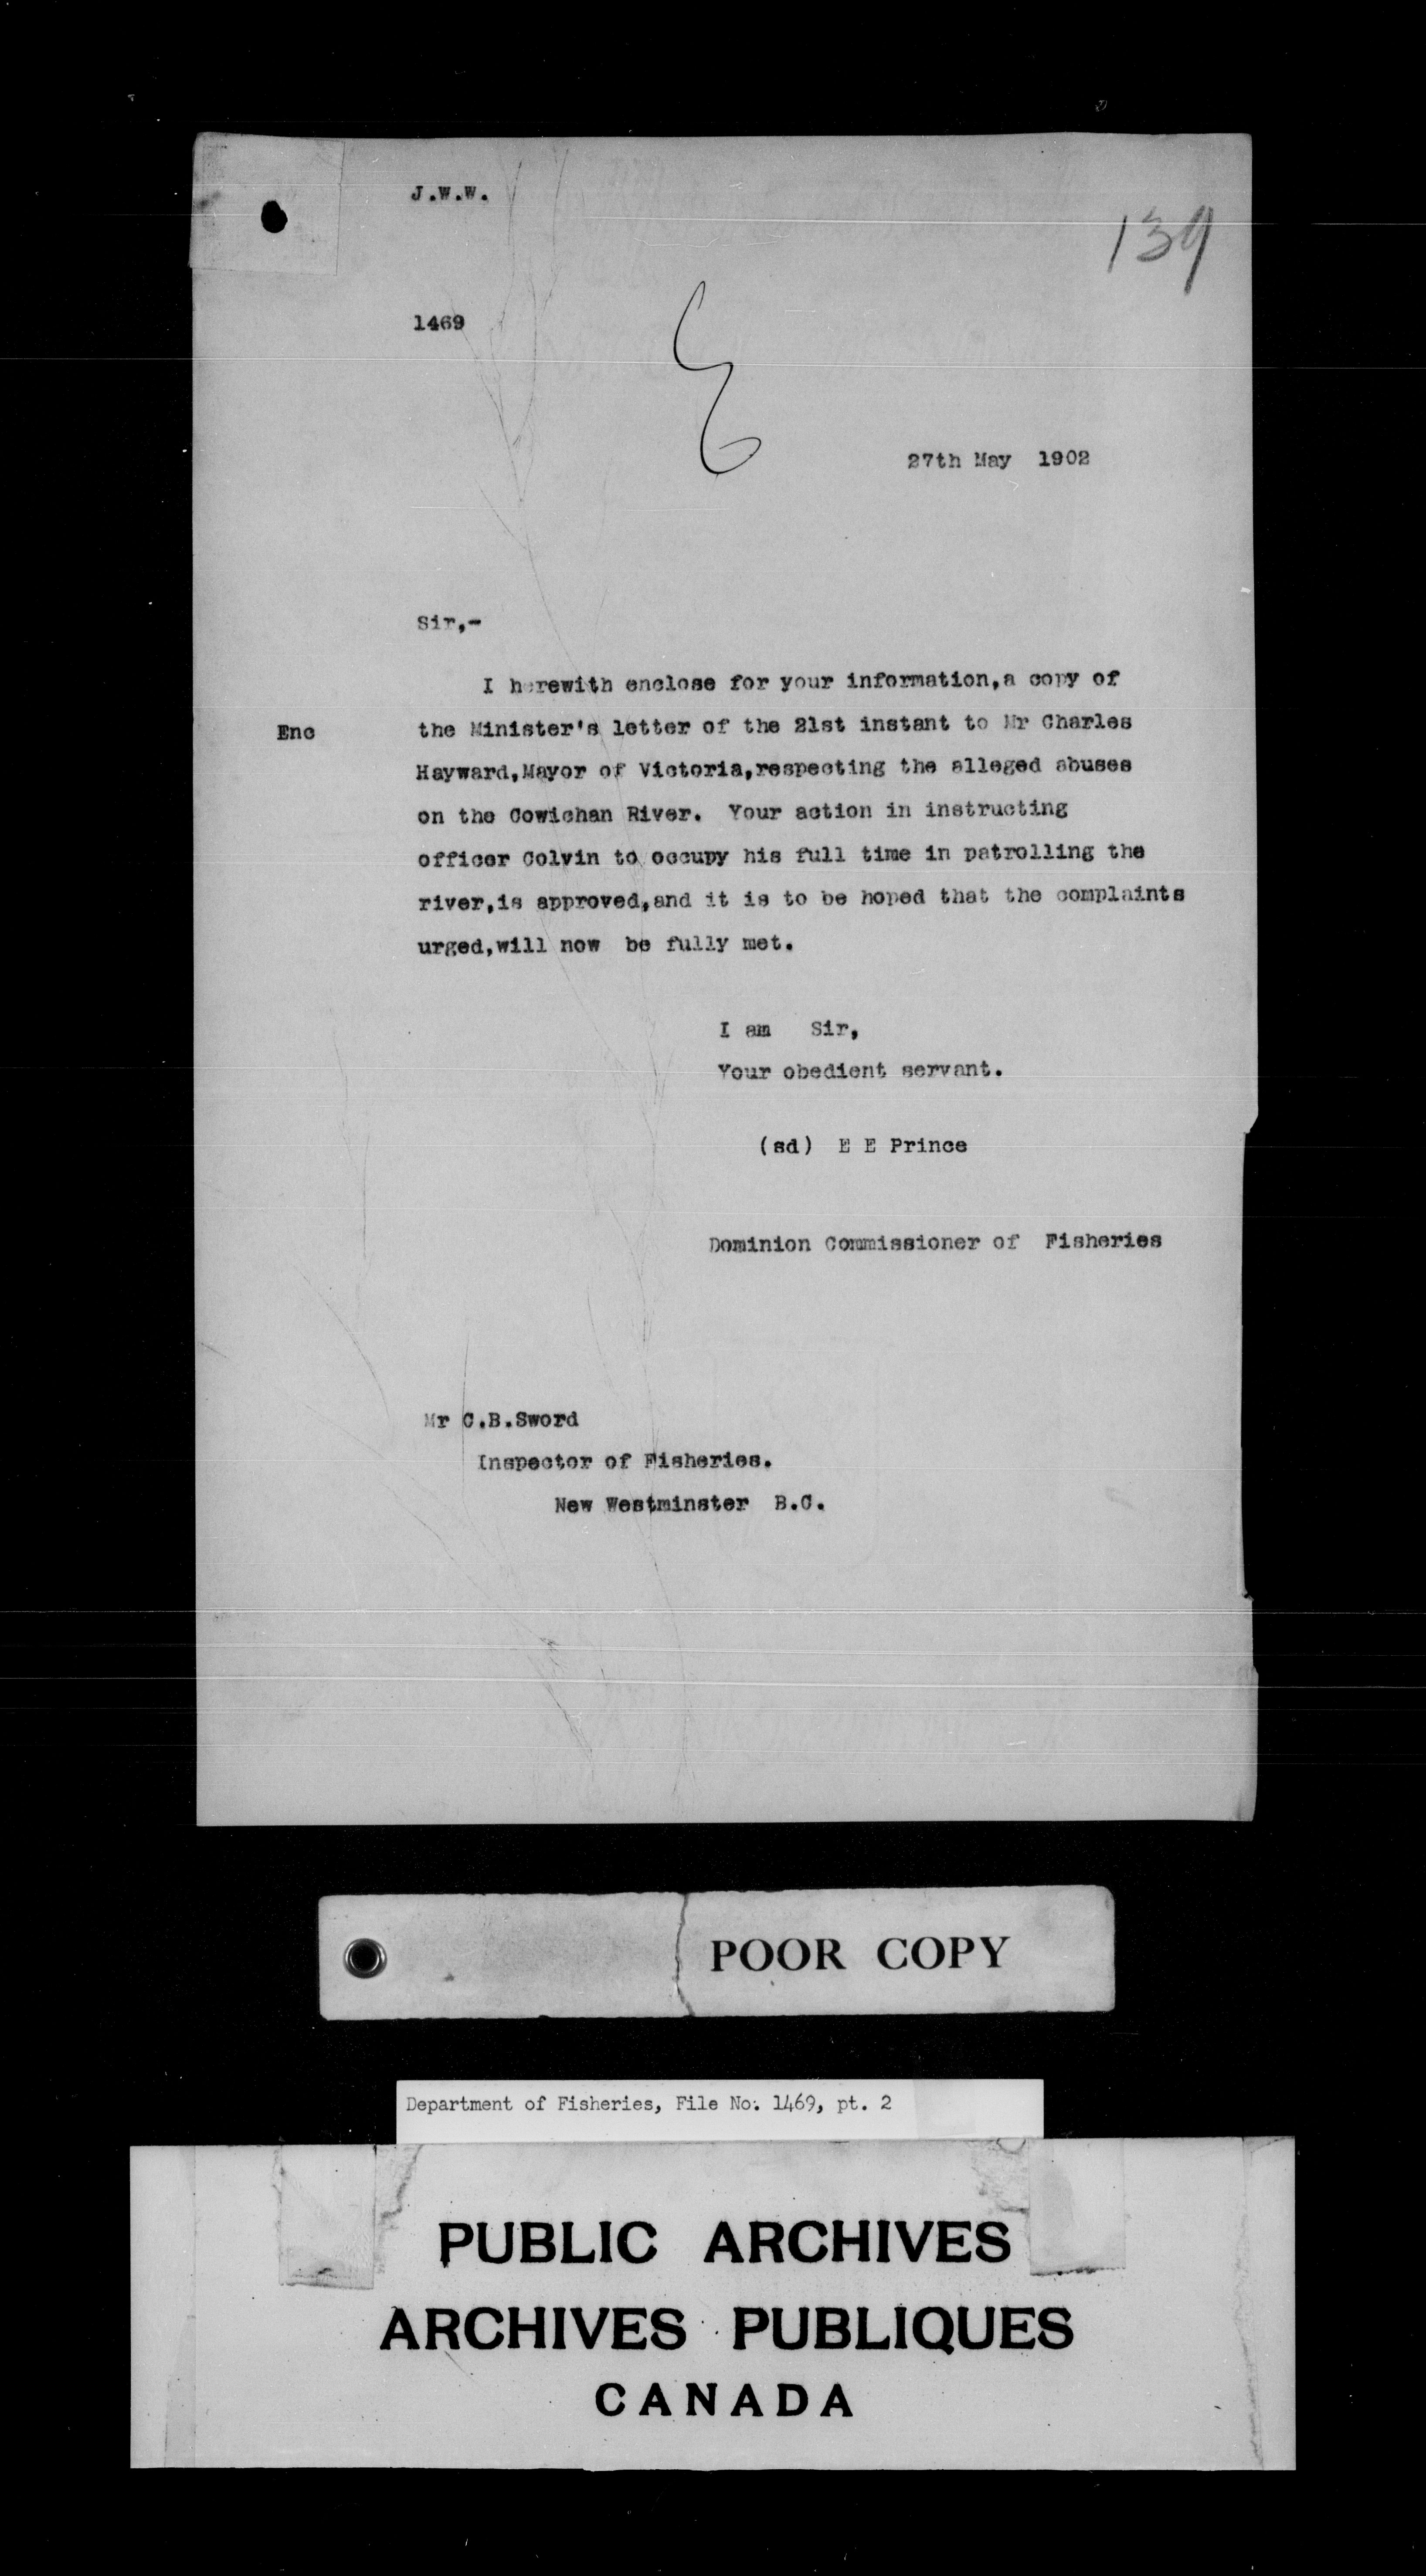 J.W.W.
139
1469
27th May 1902
Sir,-
I herewith enclose for your information,a copy of
Enc the Minister's letter of the 21st instant to Mr Charles
Hayward,Mayor of Victoria,respecting the alleged abuses
on the Cowichan River. Your action in instructing
officer Colvin to occupy his full time in patrolling the
river,is approved,and it is to be hoped that the complaints
urged,will now be fully met.
I am Sir,
Your obedient servant.
(sd) E E Prince
Dominion Commissioner of Fisheries
Mr C.B.Sword
Inspector of Fisheries.
New Westminster B.C.
POOR COPY
Department of Fisheries, File No. 1469, pt. 2
PUBLIC ARCHIVES
ARCHIVES PUBLIQUES
CANADA